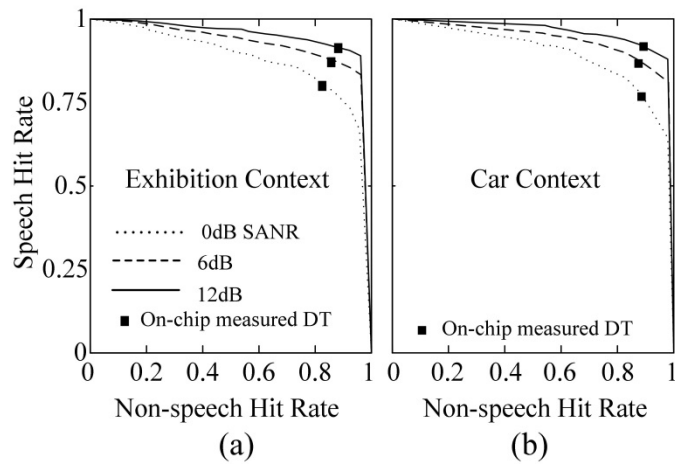 Speech Hit Rate
1
0.75
0.5
0.25
0
Exhibition Context
0dB SANR
6dB
12dB
On-chip measured DT
0 0.2 0.4 0.6 0.8 1
Non-speech Hit Rate
(a)
Car Context
On-chip measured DT
0 0.2 0.4 0.6 0.8 1
Non-speech Hit Rate
(b)